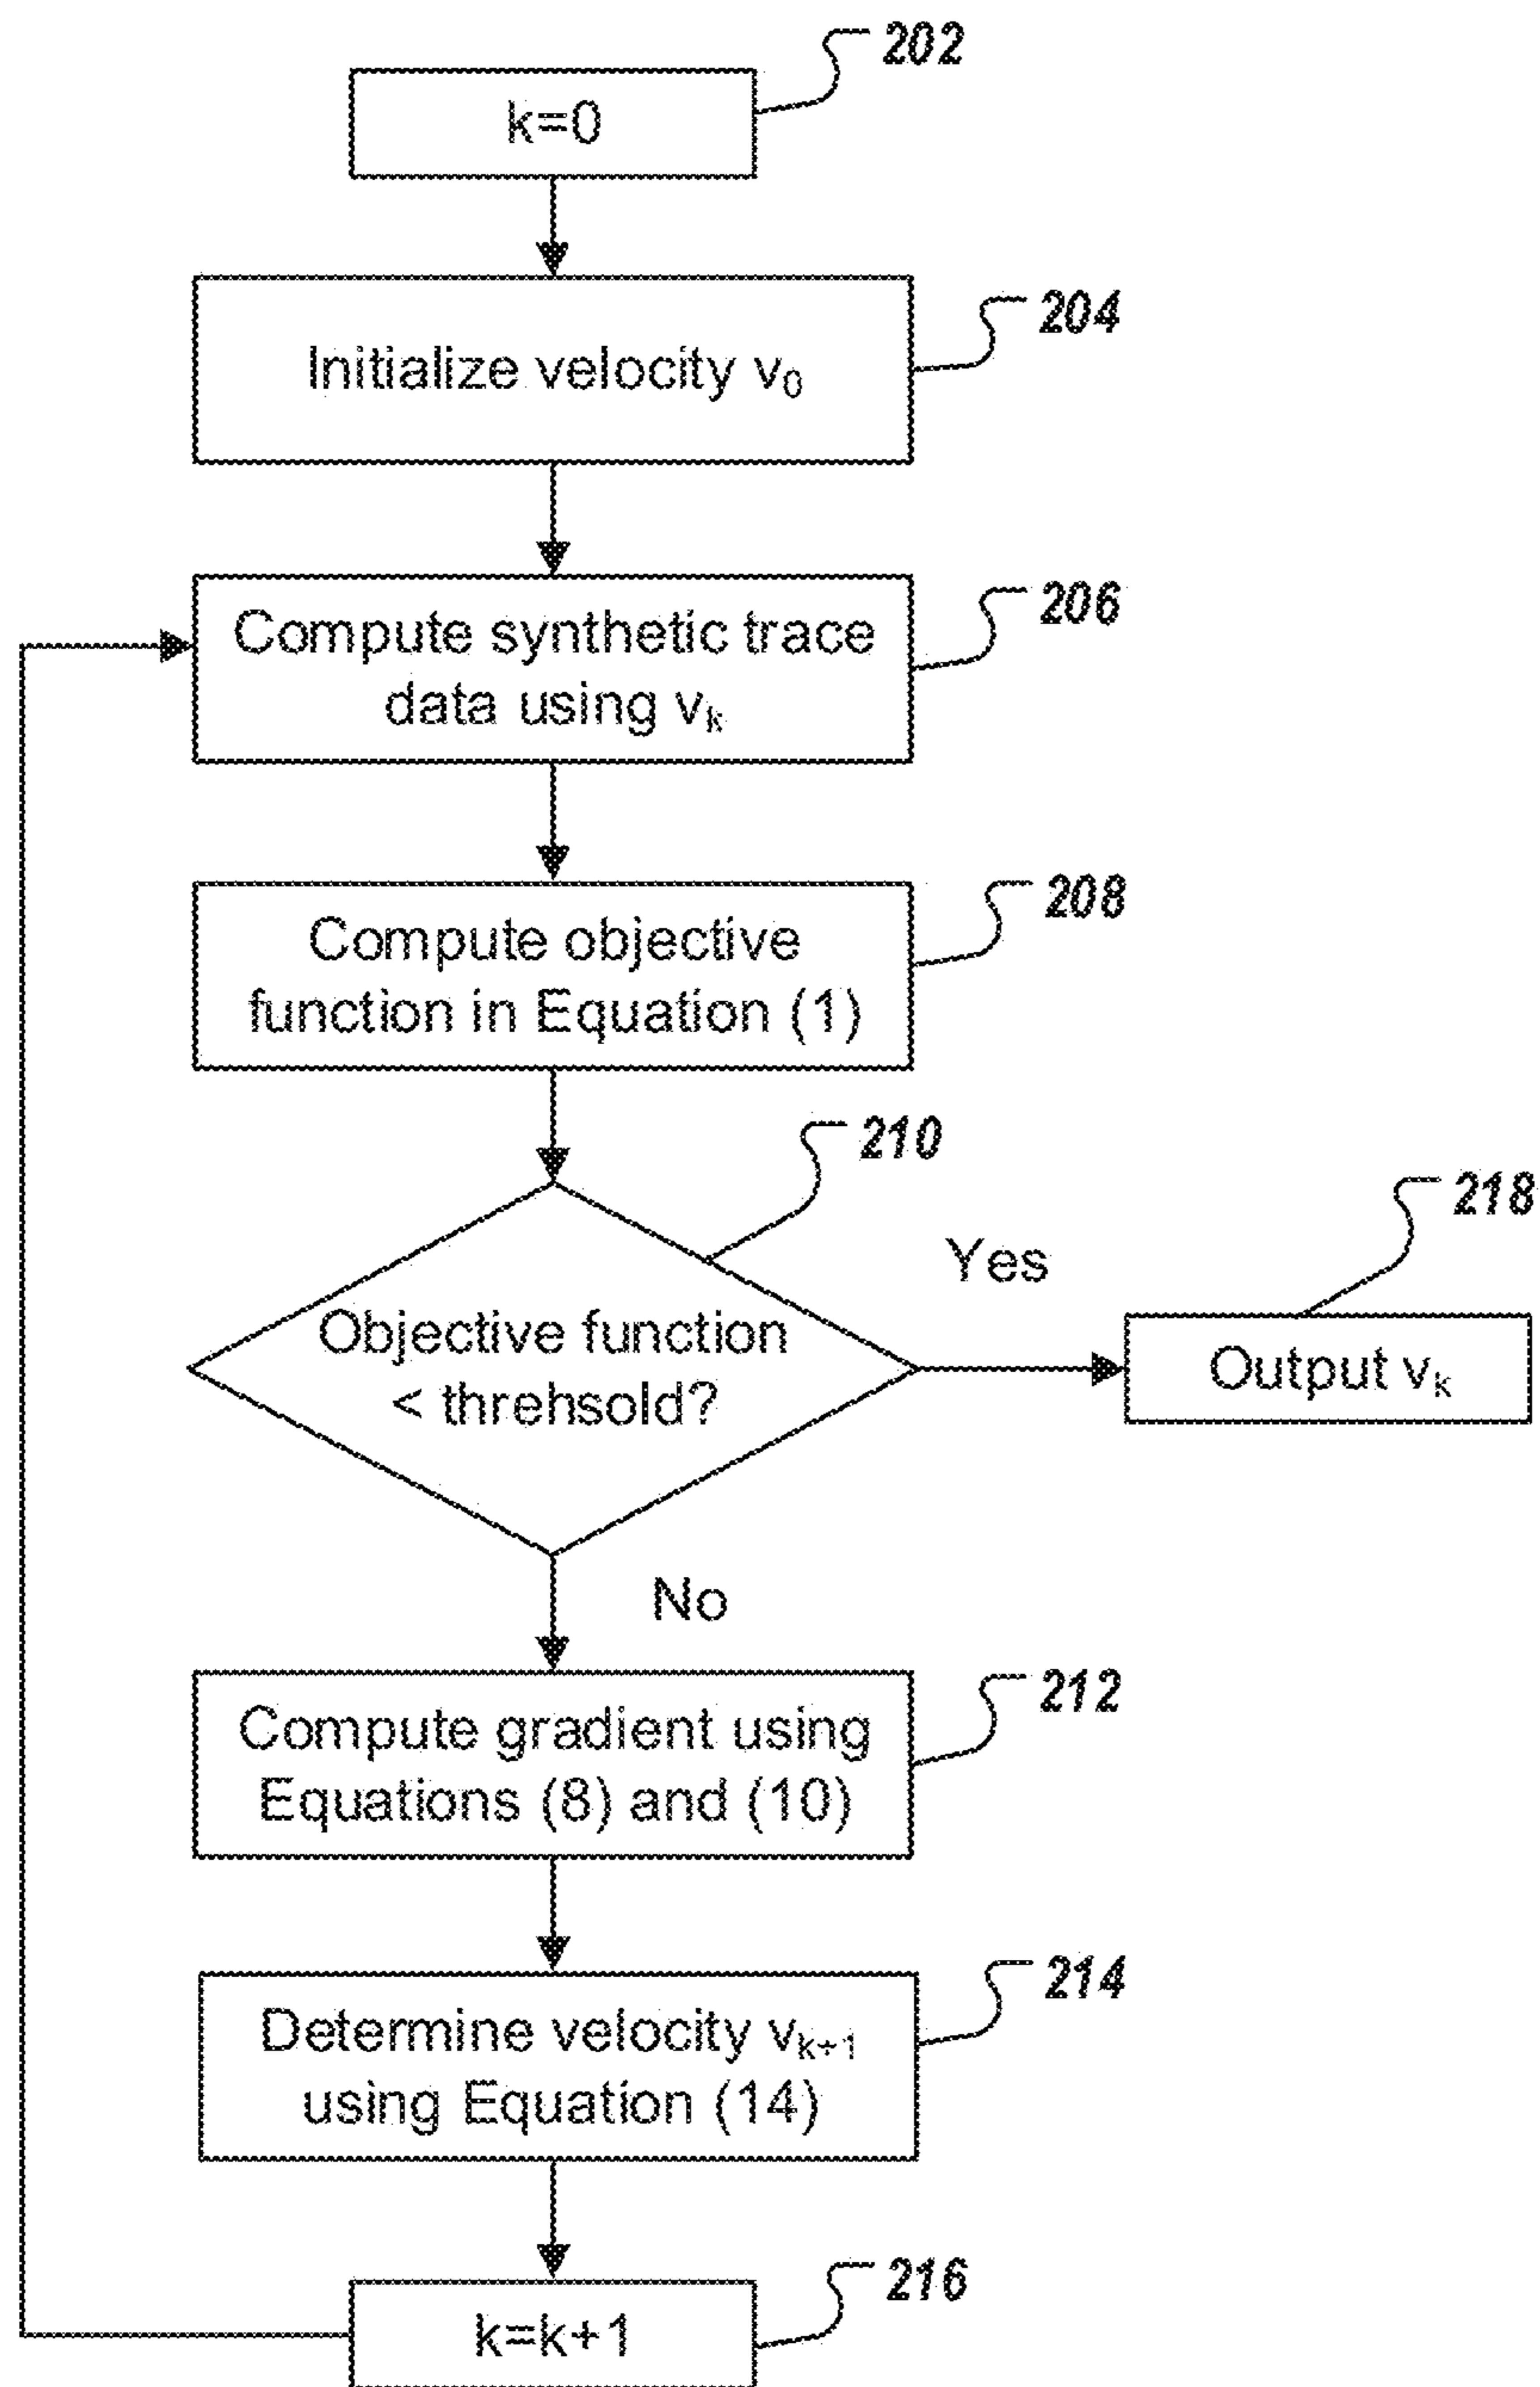 202
k=0
204
Initialize velocity v₀
206
Compute synthetic trace
data using vₖ
208
Compute objective
function in Equation (1)
210
218
Yes
Objective function
< threhsold?
Output vₖ
No
212
Compute gradient using
Equations (8) and (10)
214
Determine velocity vₖ₊₁
using Equation (14)
216
k=k+1